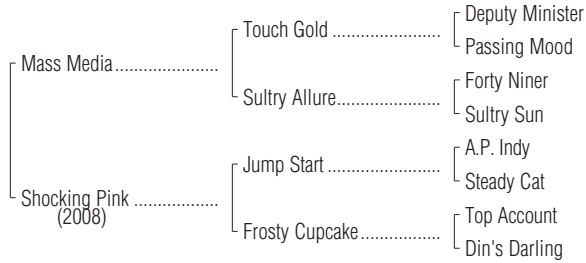 Deputy Minister
Touch Gold ....................
Passing Mood
Mass Media ....................
Forty Niner
Sultry Allure ....................
Sultry Sun
A.P. Indy
Jump Start ....................
Steady Cat
Shocking Pink ................
(2008)
Top Account
Frosty Cupcake ................
Din's Darling